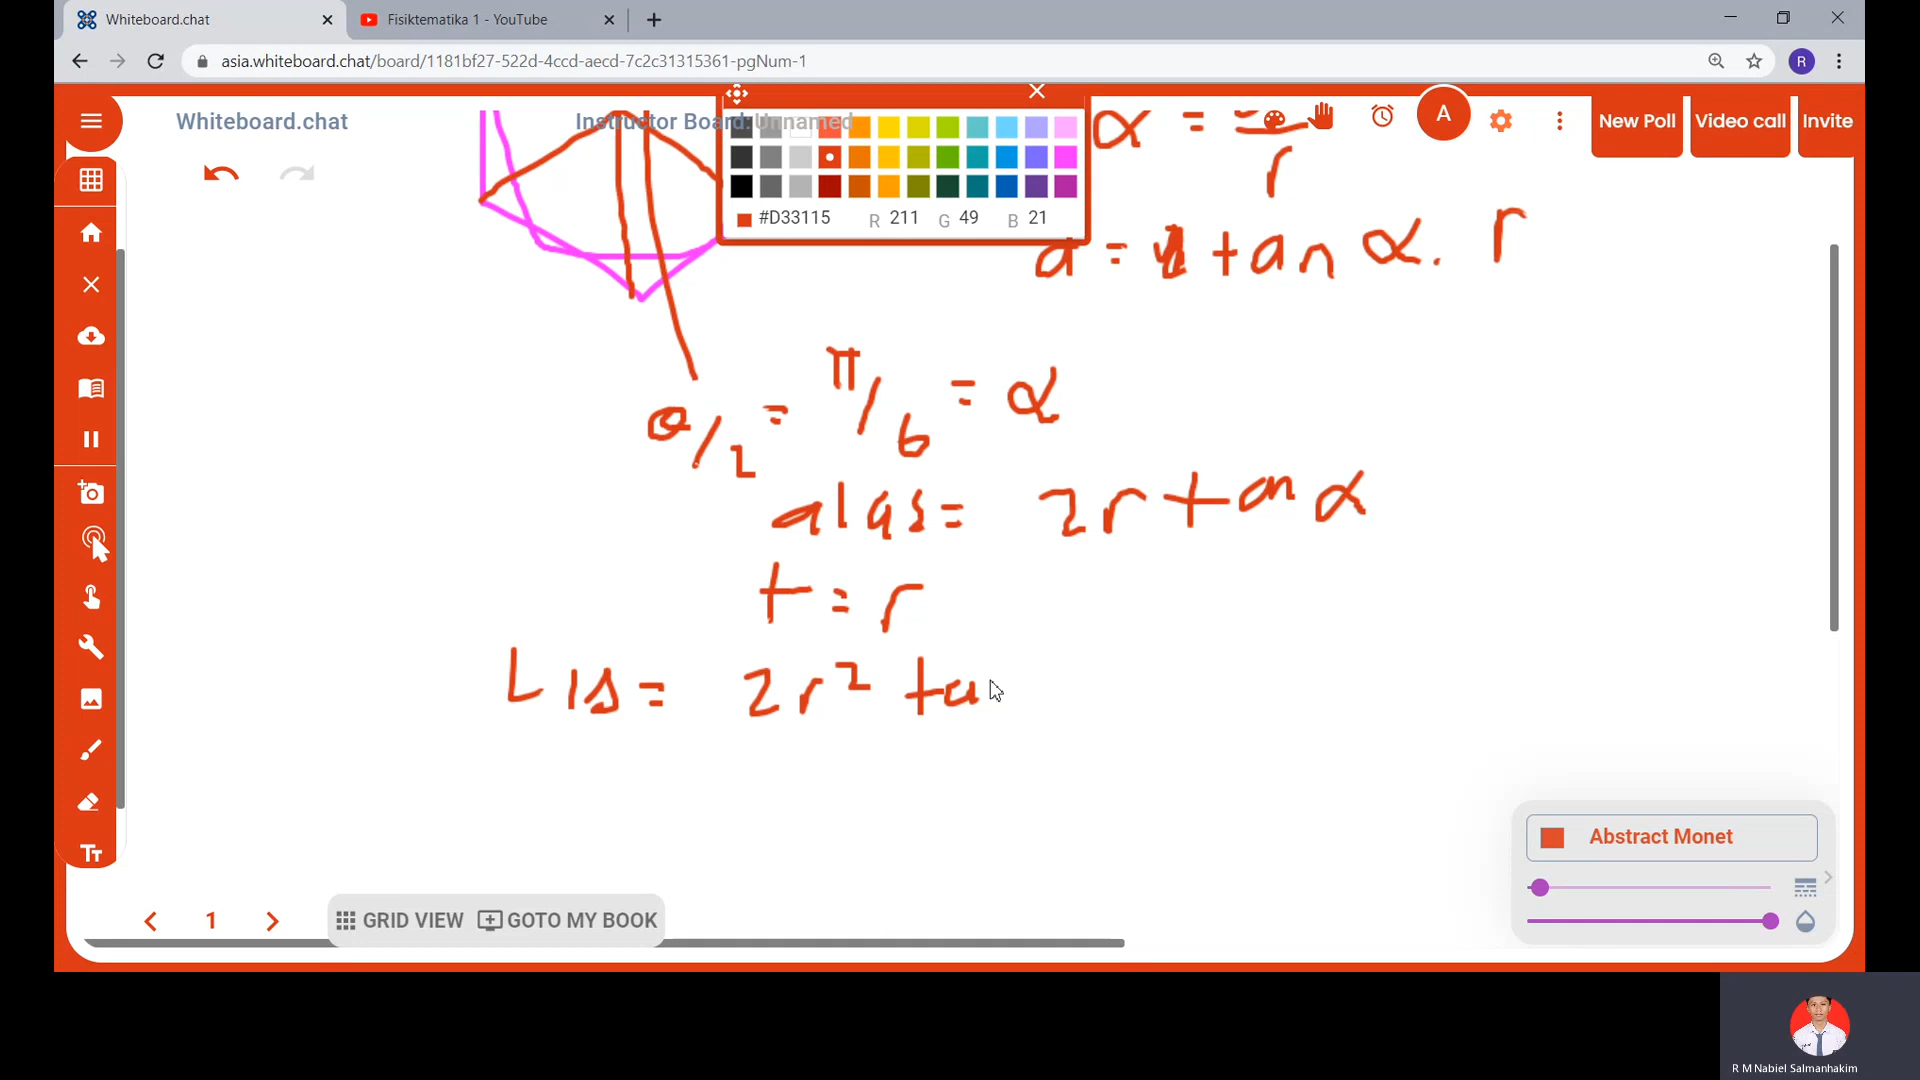 Whiteboard.chat
Fisiktematika 1 - YouTube
asia.whiteboard.chat/board/1181bf27-522d-4ccd-aecd-7c2c31315361-pgNum-1
R
Whiteboard.chat
Instructor Board:Unnamed
A
New Poll
Video call
Invite
#D33115 R 211 G 49 B 21
α = r
a = tan α. r
θ/2 = π/6 = α
alas = 2r tan α
t = r
L 1Δ = 2r² ta
Tт
Abstract Monet
1
GRID VIEW
GOTO MY BOOK
R M Nabiel Salmanhakim